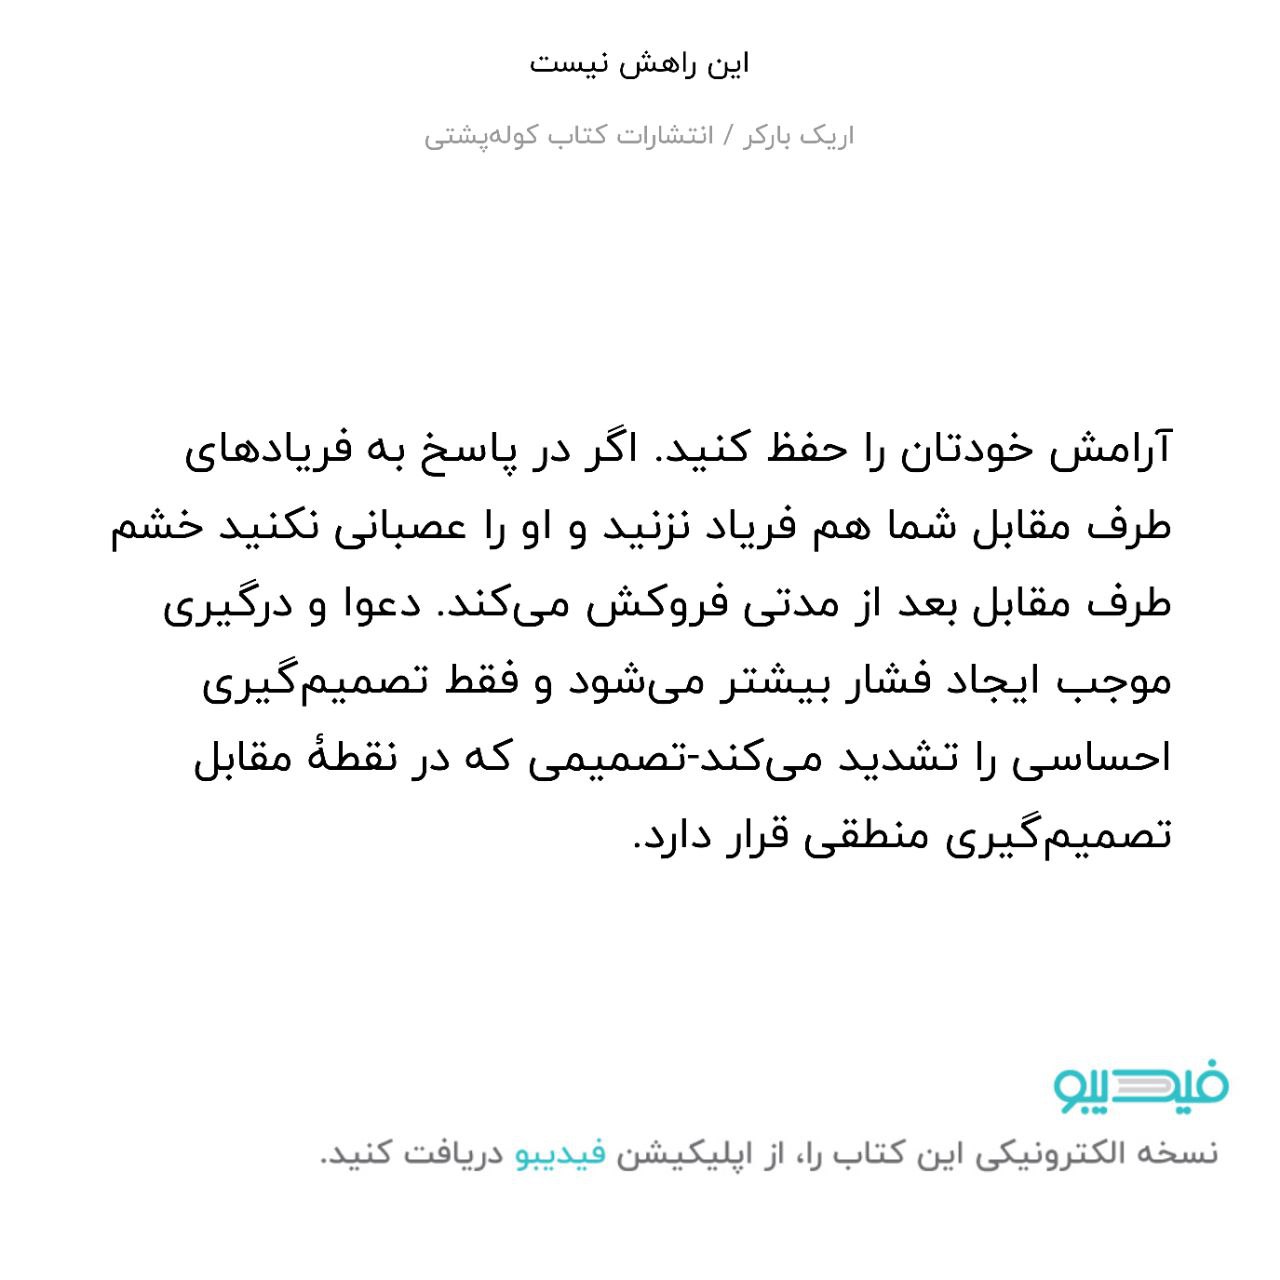 این راهش نیست
اریک بارکر / انتشارات کتاب کوله‌پشتی
آرامش خودتان را حفظ کنید. اگر در پاسخ به فریادهای
طرف مقابل شما هم فریاد نزنید و او را عصبانی نکنید خشم
طرف مقابل بعد از مدتی فروکش می‌کند. دعوا و درگیری
موجب ایجاد فشار بیشتر می‌شود و فقط تصمیم‌گیری
احساسی را تشدید می‌کند-تصمیمی که در نقطهٔ مقابل
تصمیم‌گیری منطقی قرار دارد.
فیدیبو
نسخه الکترونیکی این کتاب را، از اپلیکیشن فیدیبو دریافت کنید.